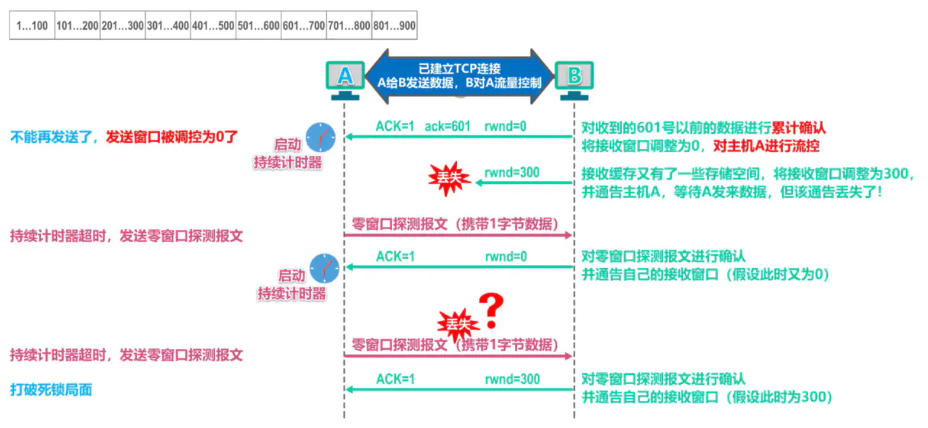 1…100 101…200 201…300 301…400 401…500 501…600 601…700 701…800 801…900
已建立TCP连接
A给B发送数据，B对A流量控制
A
B
ACK=1 ack=601 rwnd=0
不能再发送了，发送窗口被调控为0了
启动
持续计时器
对收到的601号以前的数据进行累计确认
将接收窗口调整为0，对主机A进行流控
丢失
rwnd=300
接收缓存又有了一些存储空间，将接收窗口调整为300，
并通告主机A，等待A发来数据，但该通告丢失了！
持续计时器超时，发送零窗口探测报文
零窗口探测报文（携带1字节数据）
ACK=1 rwnd=0
启动
持续计时器
对零窗口探测报文进行确认
并通告自己的接收窗口（假设此时又为0）
丢失 ?
持续计时器超时，发送零窗口探测报文
零窗口探测报文（携带1字节数据）
打破死锁局面
ACK=1 rwnd=300
对零窗口探测报文进行确认
并通告自己的接收窗口（假设此时为300）